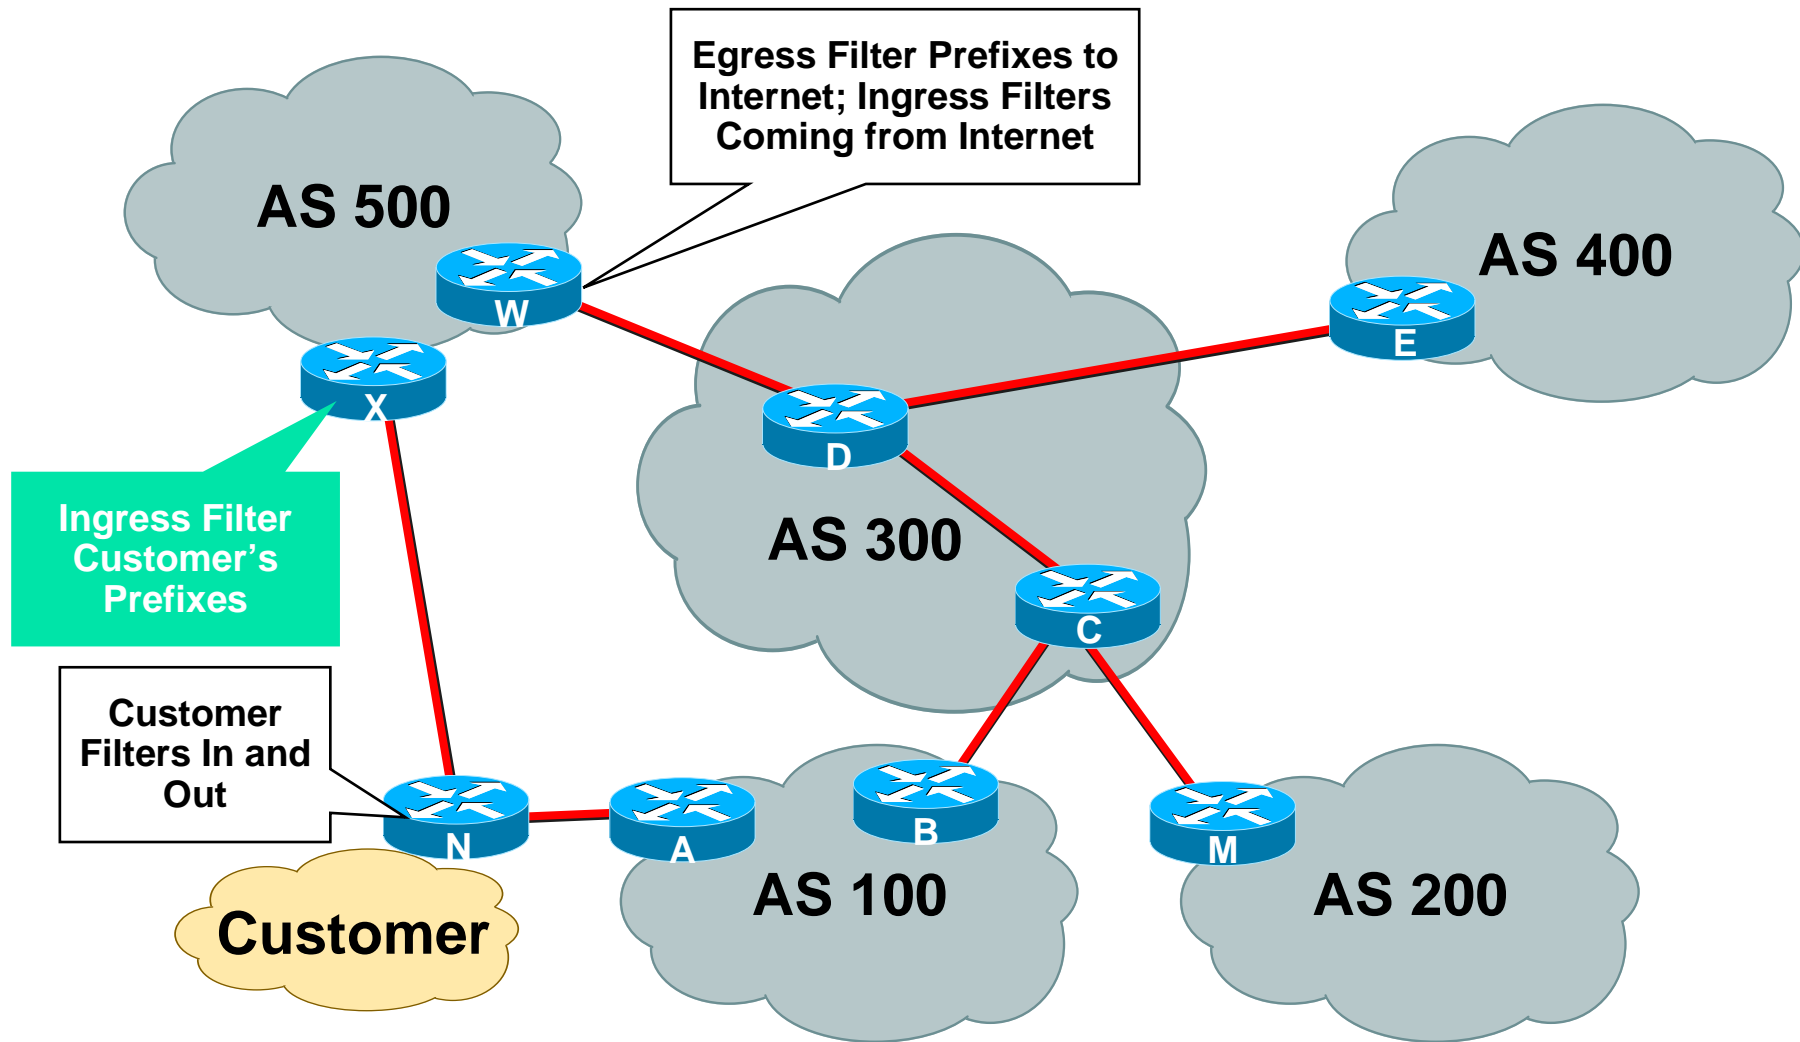 Egress Filter Prefixes to
Internet; Ingress Filters
Coming from Internet
AS 500
AS 400
W
E
X
D
Ingress Filter
Customer’s
Prefixes
AS 300
C
Customer
Filters In and
Out
N
A
B
M
AS 100
AS 200
Customer